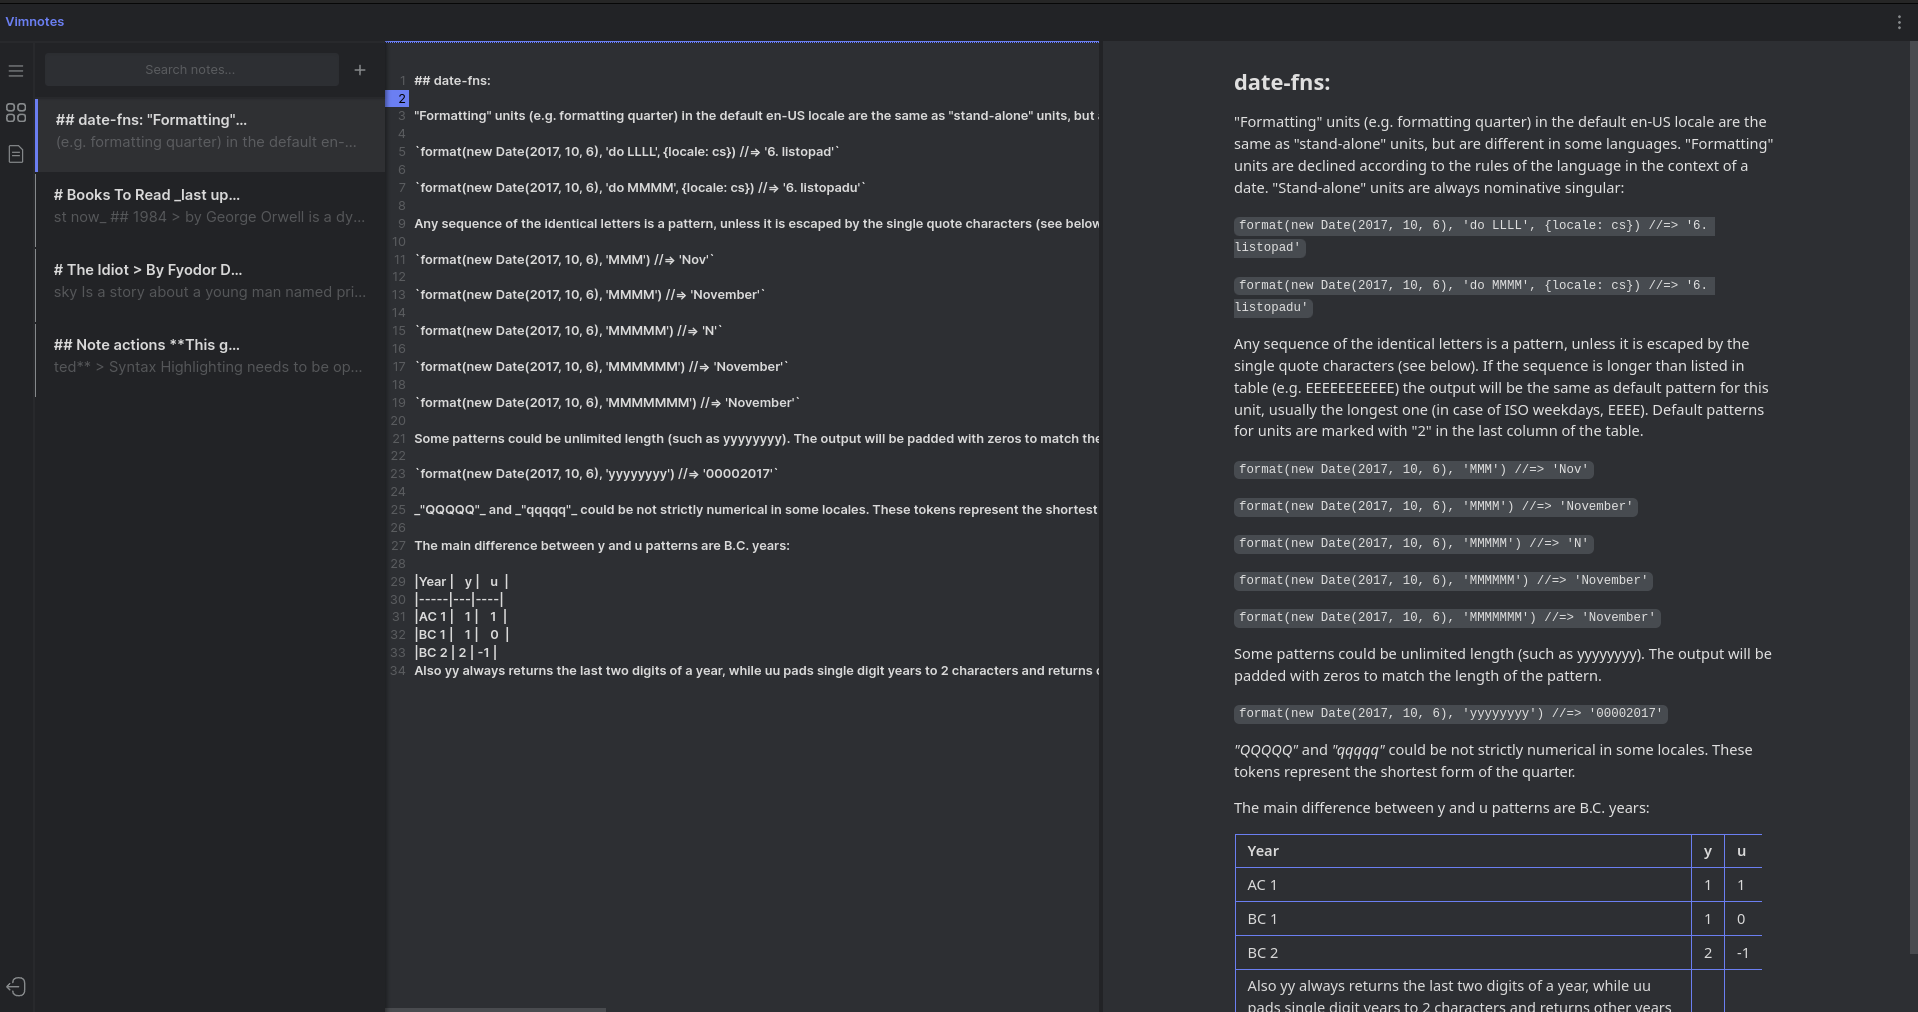 Vimnotes
Search notes...
+
## date-fns: "Formatting"...
(e.g. formatting quarter) in the default en-...
# Books To Read _last up...
st now_ ## 1984 > by George Orwell is a dy...
# The Idiot > By Fyodor D...
sky Is a story about a young man named pri...
## Note actions **This g...
ted** > Syntax Highlighting needs to be op...
1 ## date-fns:
2
3 "Formatting" units (e.g. formatting quarter) in the default en-US locale are the same as "stand-alone" units, but
4
5 `format(new Date(2017, 10, 6), 'do LLLL', {locale: cs}) //=> '6. listopad'`
6
7 `format(new Date(2017, 10, 6), 'do MMMM', {locale: cs}) //=> '6. listopadu'`
8
9 Any sequence of the identical letters is a pattern, unless it is escaped by the single quote characters (see below
10
11 `format(new Date(2017, 10, 6), 'MMM') //=> 'Nov'`
12
13 `format(new Date(2017, 10, 6), 'MMMM') //=> 'November'`
14
15 `format(new Date(2017, 10, 6), 'MMMMM') //=> 'N'`
16
17 `format(new Date(2017, 10, 6), 'MMMMMM') //=> 'November'`
18
19 `format(new Date(2017, 10, 6), 'MMMMMMM') //=> 'November'`
20
21 Some patterns could be unlimited length (such as yyyyyyyy). The output will be padded with zeros to match the
22
23 `format(new Date(2017, 10, 6), 'yyyyyyyy') //=> '00002017'`
24
25 _"QQQQQ"_ and _"qqqqq"_ could be not strictly numerical in some locales. These tokens represent the shortest
26
27 The main difference between y and u patterns are B.C. years:
28
29 |Year | y | u |
30 |-----|---|----|
31 |AC 1 | 1 | 1 |
32 |BC 1 | 1 | 0 |
33 |BC 2 | 2 | -1 |
34 Also yy always returns the last two digits of a year, while uu pads single digit years to 2 characters and returns
date-fns:
"Formatting" units (e.g. formatting quarter) in the default en-US locale are the
same as "stand-alone" units, but are different in some languages. "Formatting"
units are declined according to the rules of the language in the context of a
date. "Stand-alone" units are always nominative singular:
format(new Date(2017, 10, 6), 'do LLLL', {locale: cs}) //=> '6.
listopad'
format(new Date(2017, 10, 6), 'do MMMM', {locale: cs}) //=> '6.
listopadu'
Any sequence of the identical letters is a pattern, unless it is escaped by the
single quote characters (see below). If the sequence is longer than listed in
table (e.g. EEEEEEEEEEE) the output will be the same as default pattern for this
unit, usually the longest one (in case of ISO weekdays, EEEE). Default patterns
for units are marked with "2" in the last column of the table.
format(new Date(2017, 10, 6), 'MMM') //=> 'Nov'
format(new Date(2017, 10, 6), 'MMMM') //=> 'November'
format(new Date(2017, 10, 6), 'MMMMM') //=> 'N'
format(new Date(2017, 10, 6), 'MMMMMM') //=> 'November'
format(new Date(2017, 10, 6), 'MMMMMMM') //=> 'November'
Some patterns could be unlimited length (such as yyyyyyyy). The output will be
padded with zeros to match the length of the pattern.
format(new Date(2017, 10, 6), 'yyyyyyyy') //=> '00002017'
"QQQQQ" and "qqqqq" could be not strictly numerical in some locales. These
tokens represent the shortest form of the quarter.
The main difference between y and u patterns are B.C. years:
Year y u
AC 1 1 1
BC 1 1 0
BC 2 2 -1
Also yy always returns the last two digits of a year, while uu
pads single digit years to 2 characters and returns other years